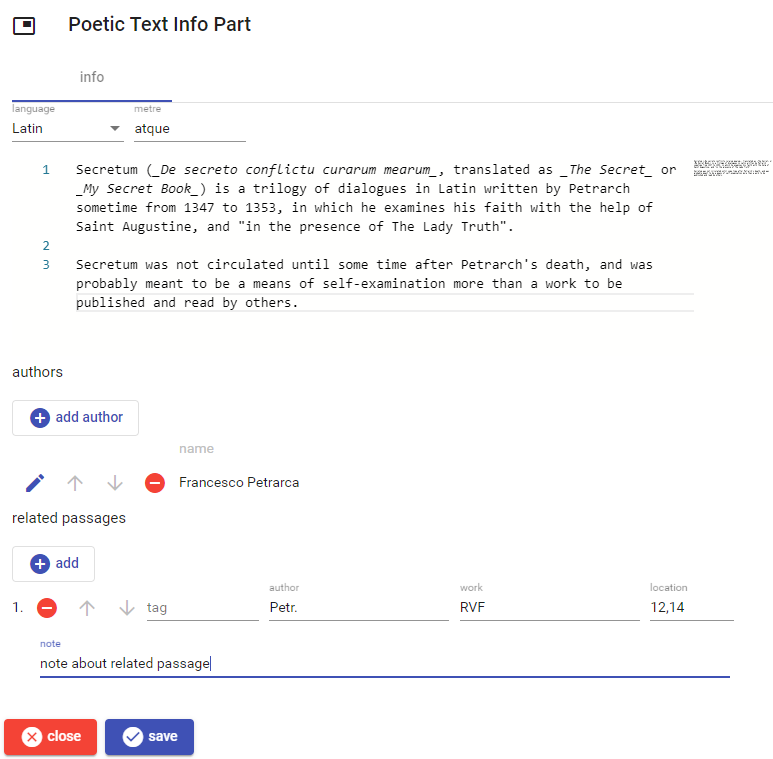 Poetic Text Info Part
info
language
metre
Latin
atque
1 Secretum (_De secreto conflictu curarum mearum_, translated as _The Secret_ or
_My Secret Book_) is a trilogy of dialogues in Latin written by Petrarch
sometime from 1347 to 1353, in which he examines his faith with the help of
Saint Augustine, and "in the presence of The Lady Truth".
2
3 Secretum was not circulated until some time after Petrarch's death, and was
probably meant to be a means of self-examination more than a work to be
published and read by others.
authors
add author
name
Francesco Petrarca
related passages
add
author
work
location
1.
tag
Petr.
RVF
12,14
note
note about related passage
close
save